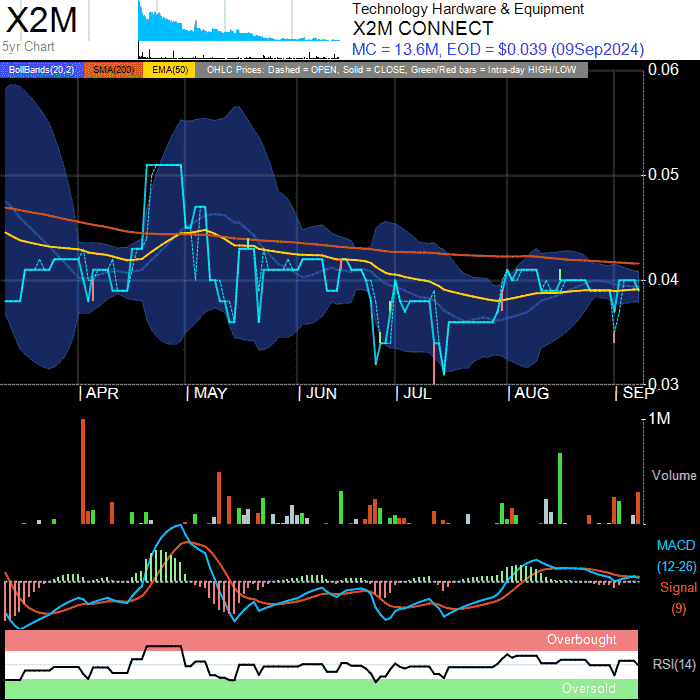 X2M
5yr Chart
Technology Hardware & Equipment
X2M CONNECT
MC = 13.6M, EOD = $0.039 (09Sep2024)
BollBands(20,2) SMA(200) EMA(50) OHLC Prices: Dashed = OPEN, Solid = CLOSE, Green/Red bars = Intra-day HIGH/LOW
0.06
0.05
0.04
0.03
APR MAY JUN JUL AUG SEP
1M
Volume
MACD
(12-26)
Signal
(9)
Overbought
RSI(14)
Oversold